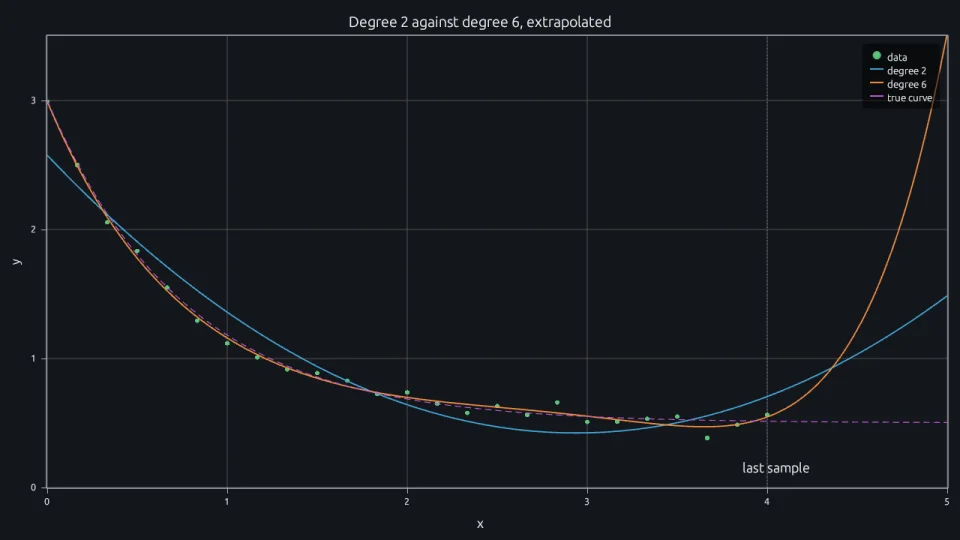 Degree 2 against degree 6, extrapolated
data
degree 2
degree 6
true curve
3
2
1
0
y
last sample
0 1 2 3 4 5
x